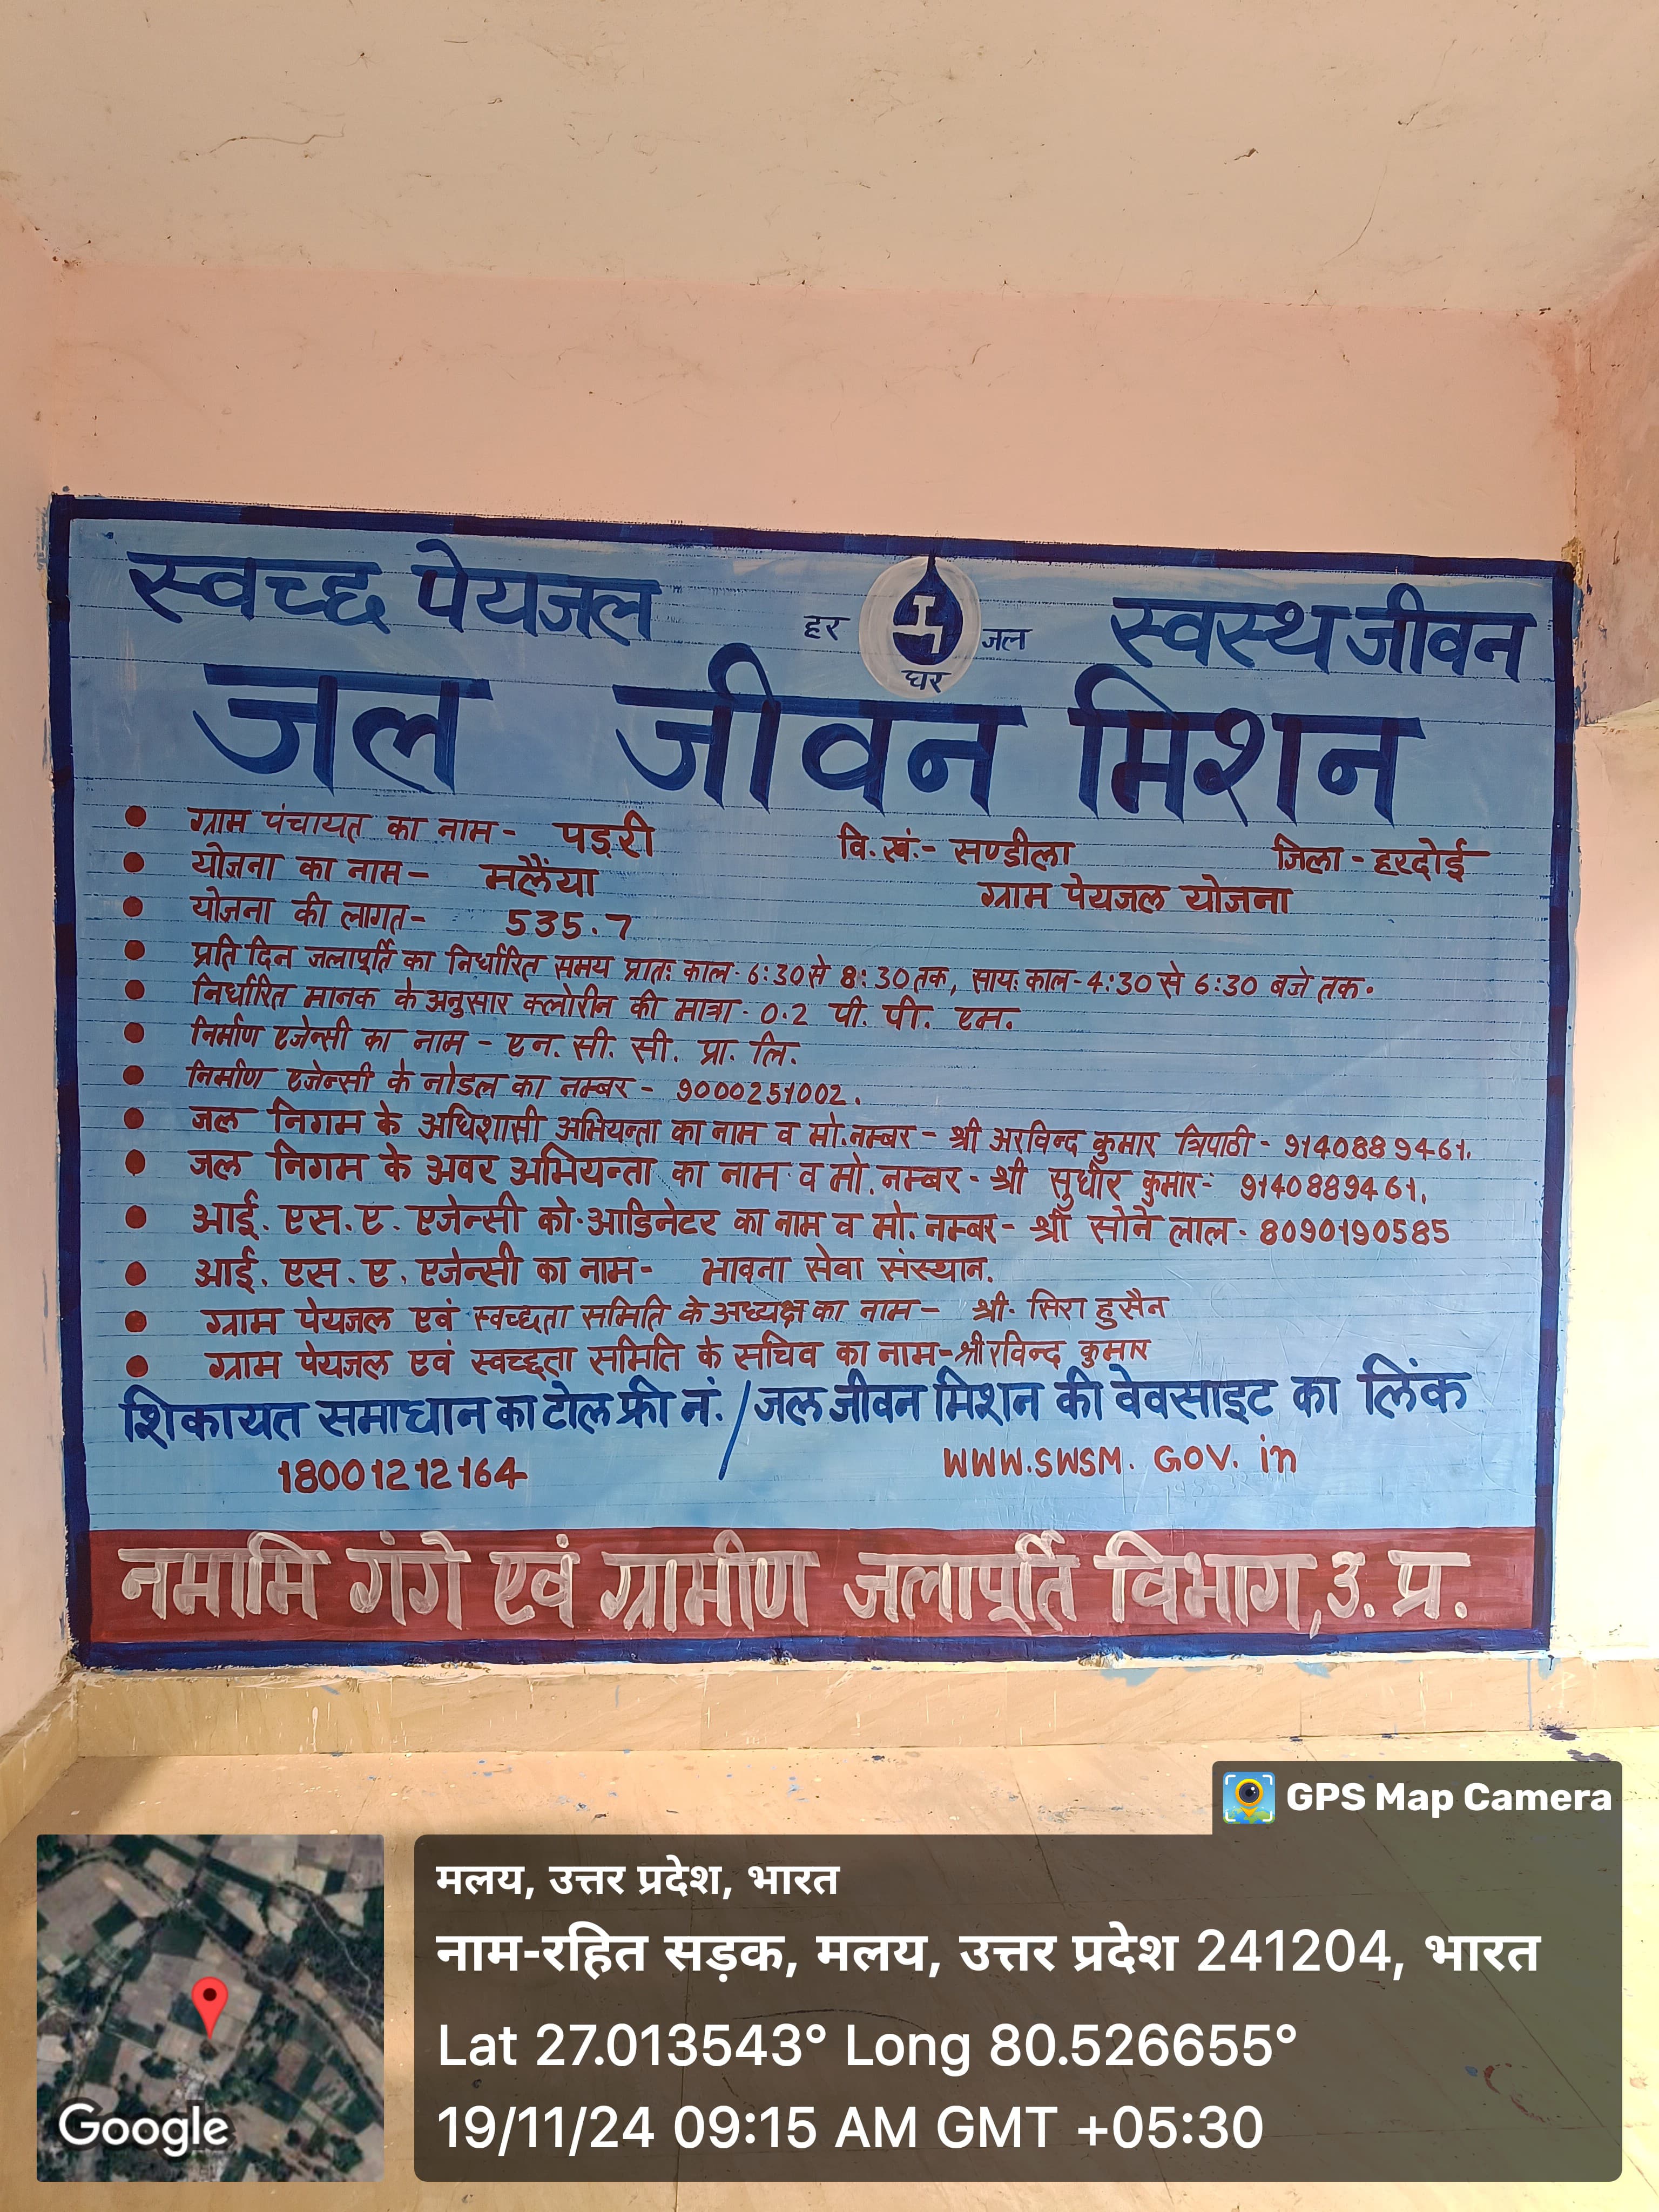 स्वच्छ पेयजल हर जल घर स्वस्थ जीवन
जल जीवन मिशन
• ग्राम पंचायत का नाम- पड़री वि.खं:- सण्डीला जिला - हरदोई
• योजना का नाम- मलैंया ग्राम पेयजल योजना
• योजना की लागत- 535.7
• प्रति दिन जलापूर्ति का निर्धारित समय प्रातः काल- 6:30 से 8:30 तक, सायः काल-4:30 से 6:30 बजे तक.
• निर्धारित मानक के अनुसार क्लोरीन की मात्रा- 0.2 पी. पी. एम.
• निर्माण एजेन्सी का नाम - एन. सी. सी. प्रा. लि.
• निर्माण एजेन्सी के नोडल का नम्बर - 9000251002.
• जल निगम के अधिशासी अभियन्ता का नाम व मो.नम्बर - श्री अरविन्द कुमार त्रिपाठी - 9140889461.
• जल निगम के अवर अभियन्ता का नाम व मो. नम्बर - श्री सुधीर कुमार- 9140889461.
• आई. एस. ए. एजेन्सी को-आडिनेटर का नाम व मो. नम्बर- श्री सोने लाल - 8090190585
• आई. एस. ए. एजेन्सी का नाम- भावना सेवा संस्थान.
• ग्राम पेयजल एवं स्वच्छता समिति के अध्यक्ष का नाम - श्री. सिरा हुसैन
• ग्राम पेयजल एवं स्वच्छता समिति के सचिव का नाम-श्री रविन्द कुमार
शिकायत समाधान का टोल फ्री नं. / जल जीवन मिशन की वेवसाइट का लिंक
18001212164 WWW.SWSM. GOV. in
नमामि गंगे एवं ग्रामीण जलापूर्ति विभाग, उ. प्र.
GPS Map Camera
मलय, उत्तर प्रदेश, भारत
नाम-रहित सड़क, मलय, उत्तर प्रदेश 241204, भारत
Lat 27.013543° Long 80.526655°
19/11/24 09:15 AM GMT +05:30
Google